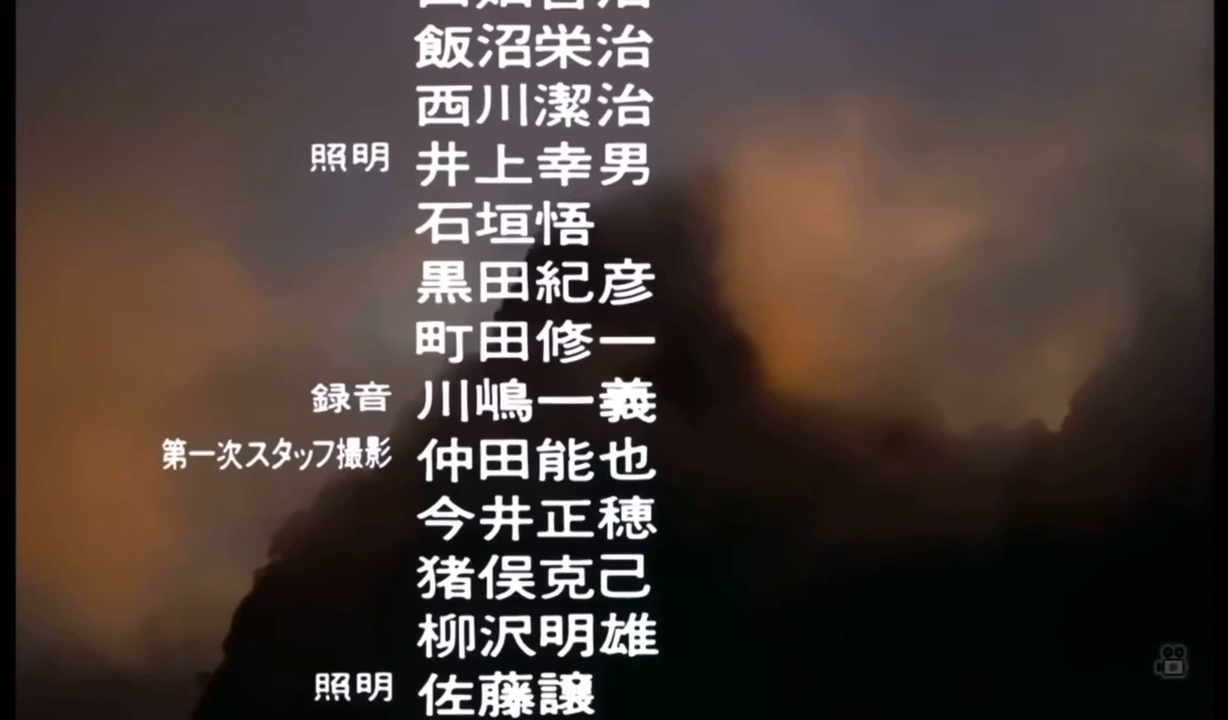 飯沼栄治
西川潔治
照明 井上幸男
石垣悟
黒田紀彦
町田修一
録音 川嶋一義
第一次スタッフ撮影 仲田能也
今井正穂
猪俣克己
柳沢明雄
照明 佐藤譲